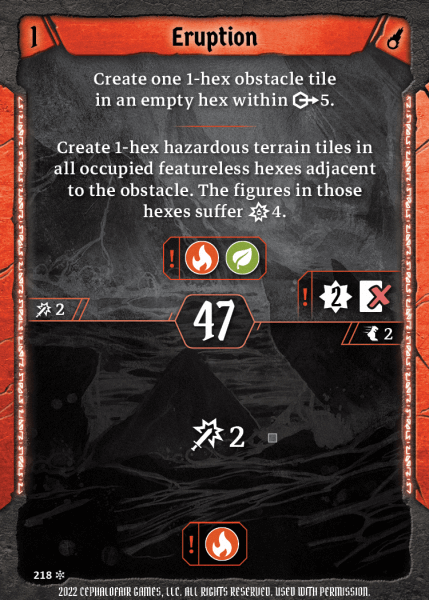 1
Eruption
Create one 1-hex obstacle tile
in an empty hex within 5.
Create 1-hex hazardous terrain tiles in
all occupied featureless hexes adjacent
to the obstacle. The figures in those
hexes suffer 4.
!
! 2
2
47
2
2
!
218
2022 CEPHALOFAIR GAMES, LLC. ALL RIGHTS RESERVED. USED WITH PERMISSION.